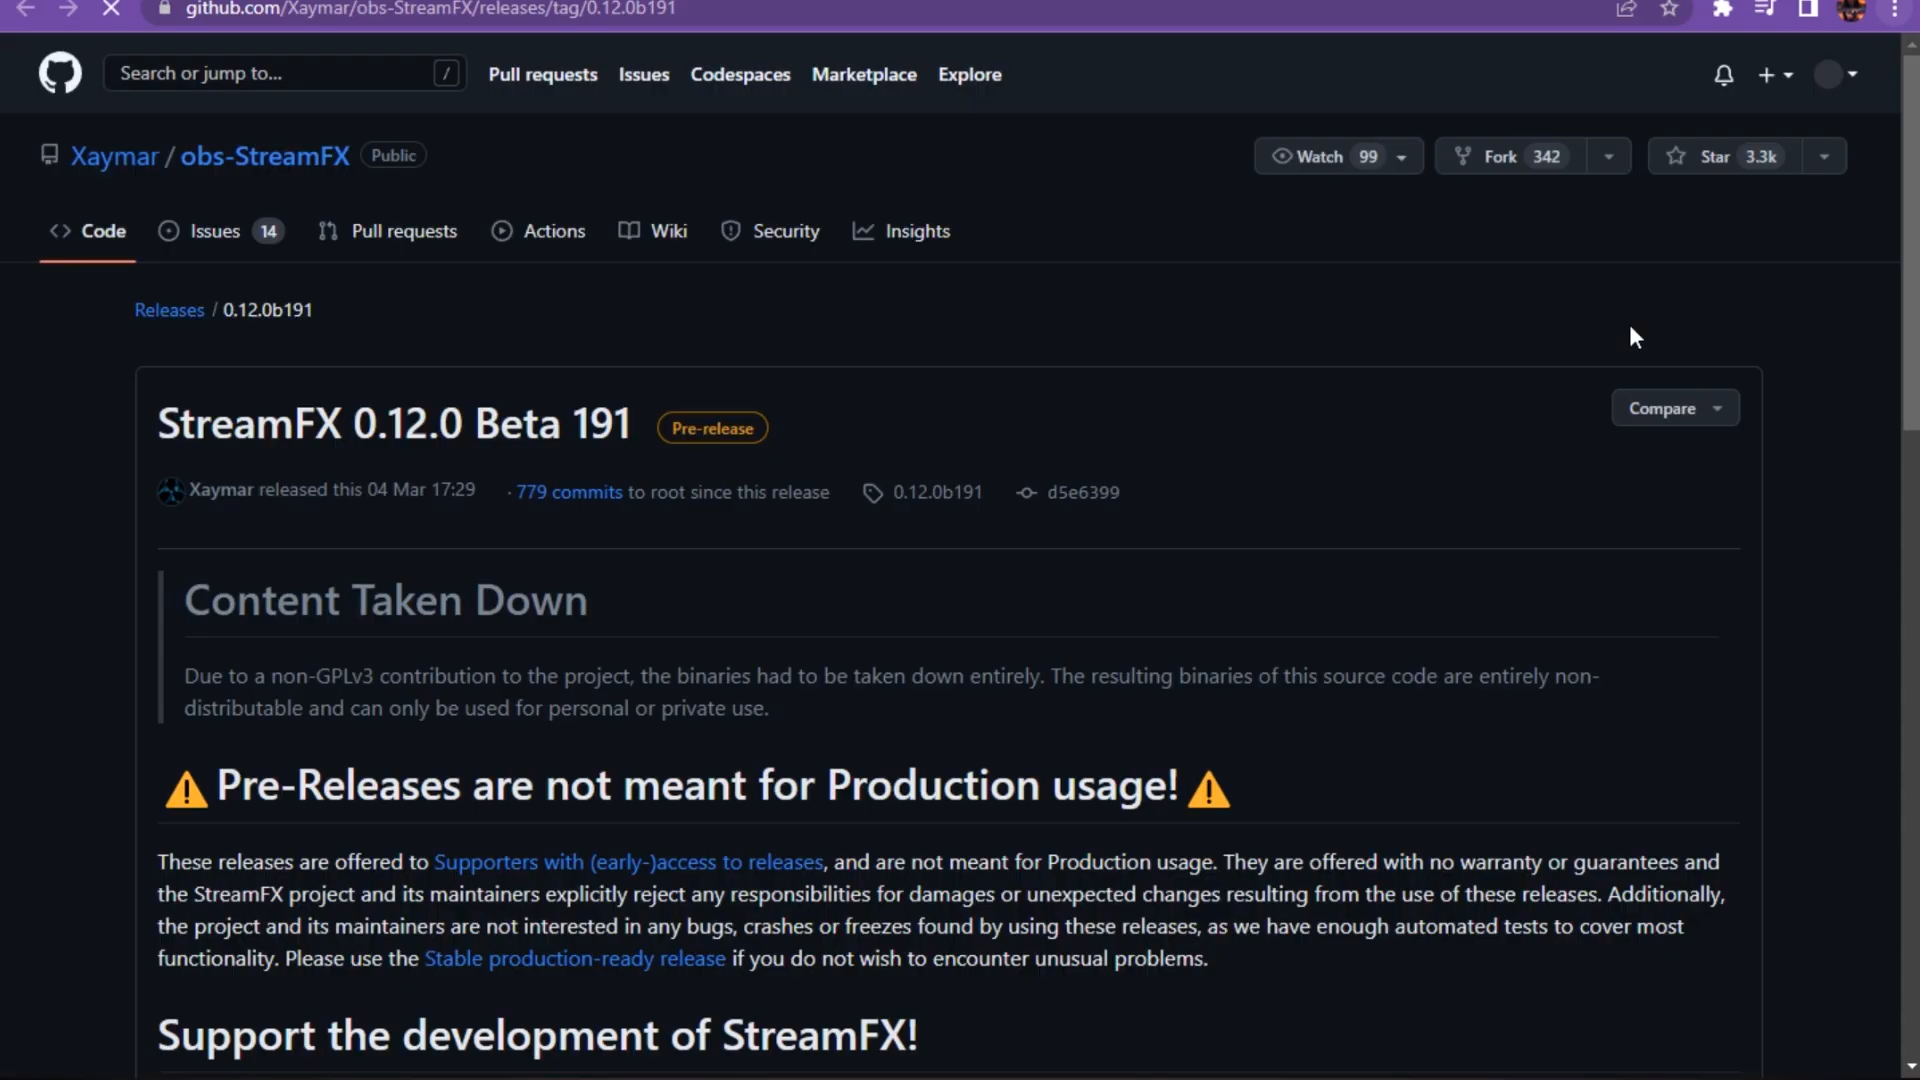 github.com/Xaymar/obs-StreamFX/releases/tag/0.12.0b191
Search or jump to... /
Pull requests Issues Codespaces Marketplace Explore
Xaymar / obs-StreamFX Public
Watch 99 Fork 342 Star 3.3k
Code Issues 14 Pull requests Actions Wiki Security Insights
Releases / 0.12.0b191
StreamFX 0.12.0 Beta 191 Pre-release
Compare
Xaymar released this 04 Mar 17:29 · 779 commits to root since this release 0.12.0b191 d5e6399
Content Taken Down
Due to a non-GPLv3 contribution to the project, the binaries had to be taken down entirely. The resulting binaries of this source code are entirely non-
distributable and can only be used for personal or private use.
⚠ Pre-Releases are not meant for Production usage! ⚠
These releases are offered to Supporters with (early-)access to releases, and are not meant for Production usage. They are offered with no warranty or guarantees and
the StreamFX project and its maintainers explicitly reject any responsibilities for damages or unexpected changes resulting from the use of these releases. Additionally,
the project and its maintainers are not interested in any bugs, crashes or freezes found by using these releases, as we have enough automated tests to cover most
functionality. Please use the Stable production-ready release if you do not wish to encounter unusual problems.
Support the development of StreamFX!